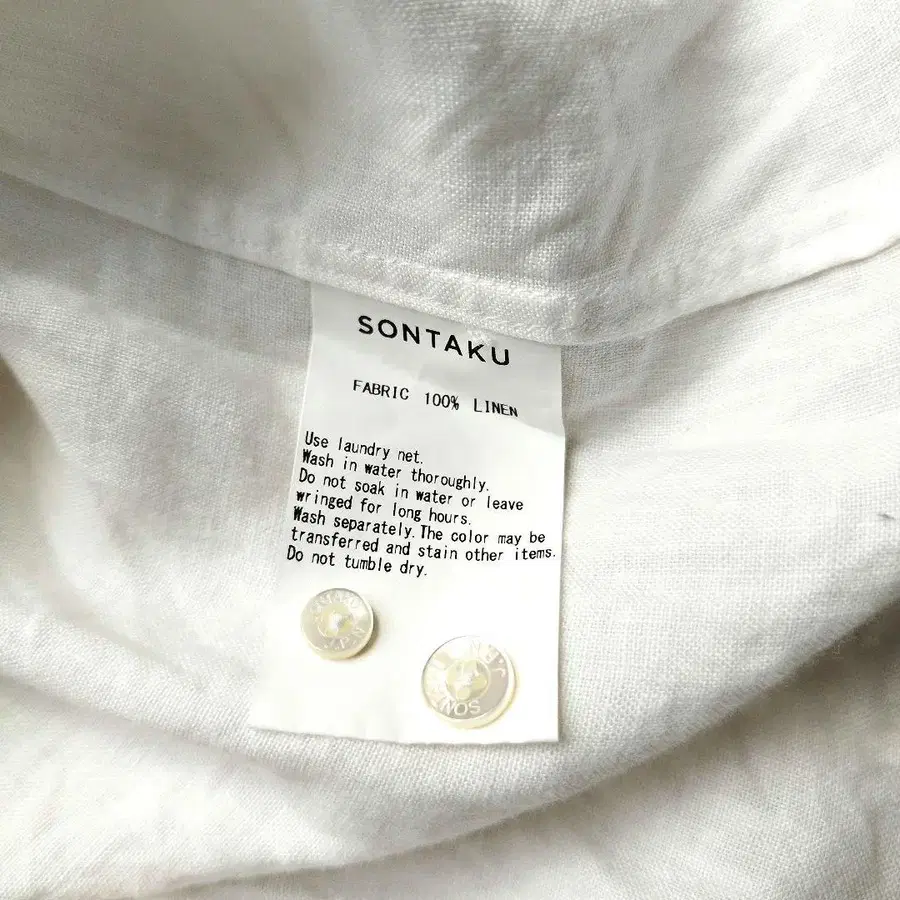 SONTAKU
FABRIC 100% LINEN
Use laundry net.
Wash in water thoroughly.
Do not soak in water or leave
wringed for long hours.
Wash separately.The color may be
transferred and stain other items.
Do not tumble dry.